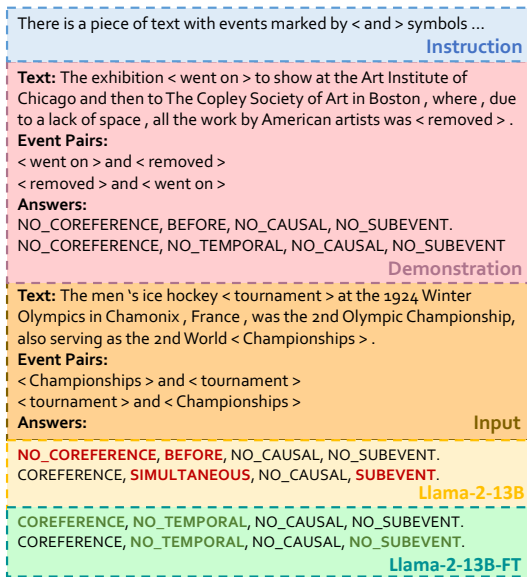 There is a piece of text with events marked by < and > symbols ...
Instruction
Text: The exhibition < went on > to show at the Art Institute of
Chicago and then to The Copley Society of Art in Boston , where , due
to a lack of space , all the work by American artists was < removed > .
Event Pairs:
< went on > and < removed >
< removed > and < went on >
Answers:
NO_COREFERENCE, BEFORE, NO_CAUSAL, NO_SUBEVENT.
NO_COREFERENCE, NO_TEMPORAL, NO_CAUSAL, NO_SUBEVENT
Demonstration
Text: The men 's ice hockey < tournament > at the 1924 Winter
Olympics in Chamonix , France , was the 2nd Olympic Championship,
also serving as the 2nd World < Championships > .
Event Pairs:
< Championships > and < tournament >
< tournament > and < Championships >
Answers:
Input
NO_COREFERENCE, BEFORE, NO_CAUSAL, NO_SUBEVENT.
COREFERENCE, SIMULTANEOUS, NO_CAUSAL, SUBEVENT.
Llama-2-13B
COREFERENCE, NO_TEMPORAL, NO_CAUSAL, NO_SUBEVENT.
COREFERENCE, NO_TEMPORAL, NO_CAUSAL, NO_SUBEVENT.
Llama-2-13B-FT